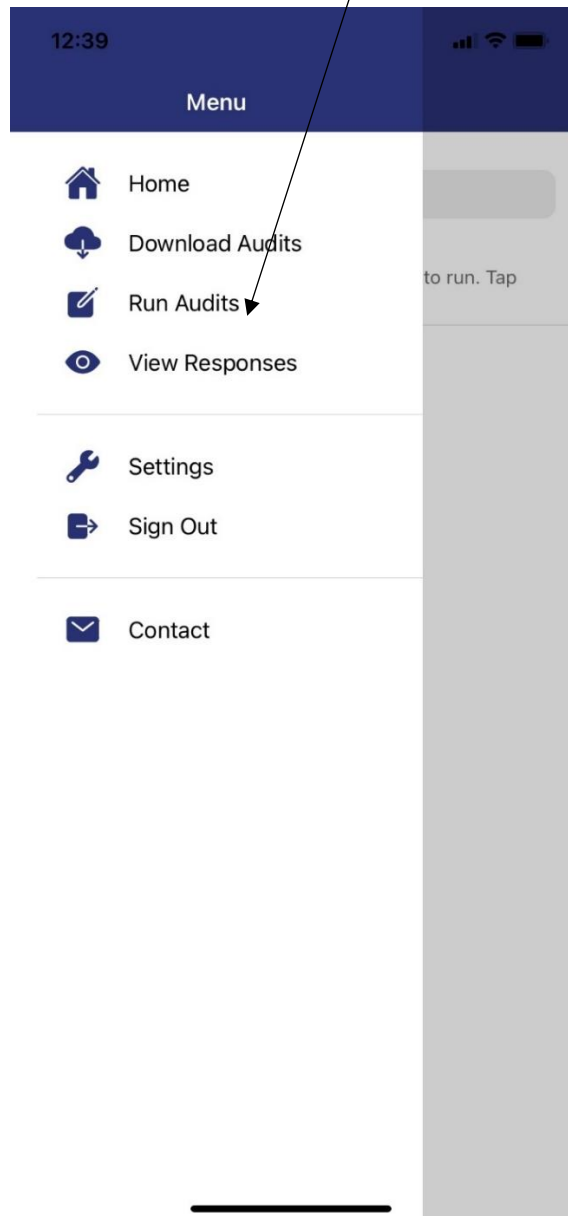 12:39
Menu
Home
Download Audits
to run. Tap
Run Audits
View Responses
Settings
Sign Out
Contact